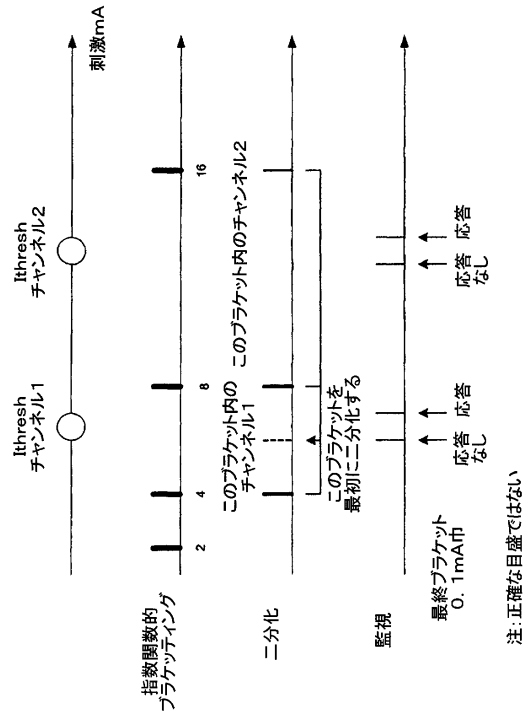 Ithresh
チャンネル1
Ithresh
チャンネル2
刺激mA
指数関数的
ブラケッティング
2
4
8
16
二分化
このブラケット内の
チャンネル1
このブラケット内のチャンネル2
このブラケットを
最初に二分化する
監視
応答
なし
応答
応答
なし
応答
最終ブラケット
0.1mA巾
注:正確な目盛ではない